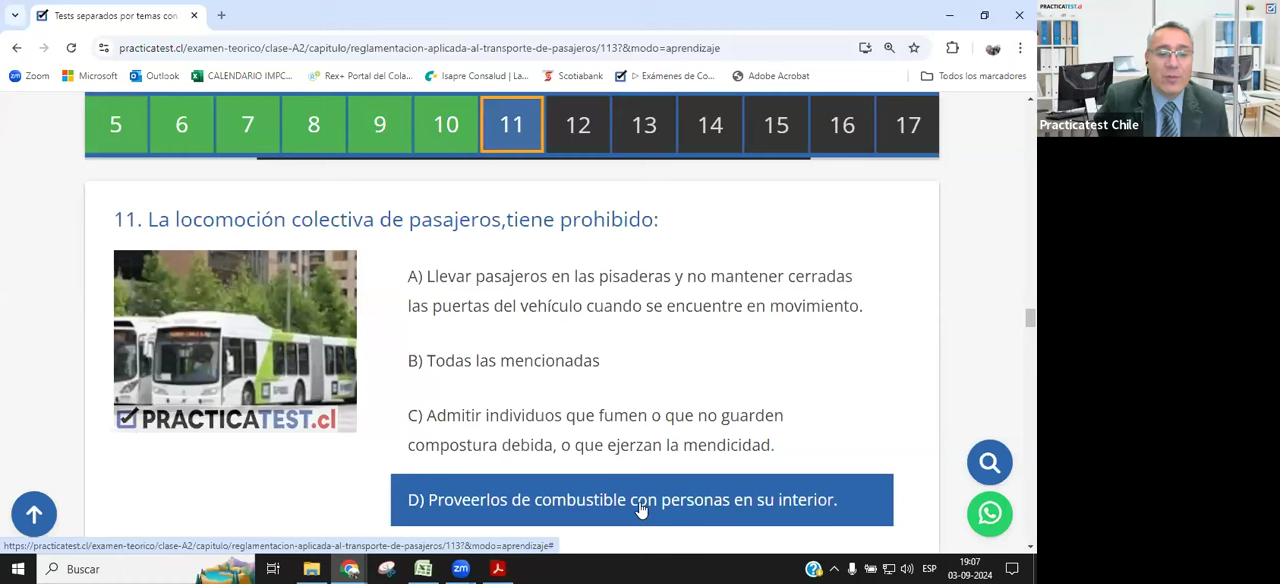 Tests separados por temas con
practicatest.cl/examen-teorico/clase-A2/capitulo/reglamentacion-aplicada-al-transporte-de-pasajeros/113?&modo=aprendizaje
Zoom
Microsoft
Outlook
CALENDARIO IMPC...
Rex+ Portal del Cola...
Isapre Consalud | La...
Scotiabank
▷ Exámenes de Co...
Adobe Acrobat
Todos los marcadores
PRACTICATEST.cl
Practicatest Chile
5 6 7 8 9 10 11 12 13 14 15 16 17
11. La locomoción colectiva de pasajeros,tiene prohibido:
PRACTICATEST.cl
A) Llevar pasajeros en las pisaderas y no mantener cerradas
las puertas del vehículo cuando se encuentre en movimiento.
B) Todas las mencionadas
C) Admitir individuos que fumen o que no guarden
compostura debida, o que ejerzan la mendicidad.
D) Proveerlos de combustible con personas en su interior.
https://practicatest.cl/examen-teorico/clase-A2/capitulo/reglamentacion-aplicada-al-transporte-de-pasajeros/113?&modo=aprendizaje#
Buscar
zm
ESP
19:07
03-09-2024